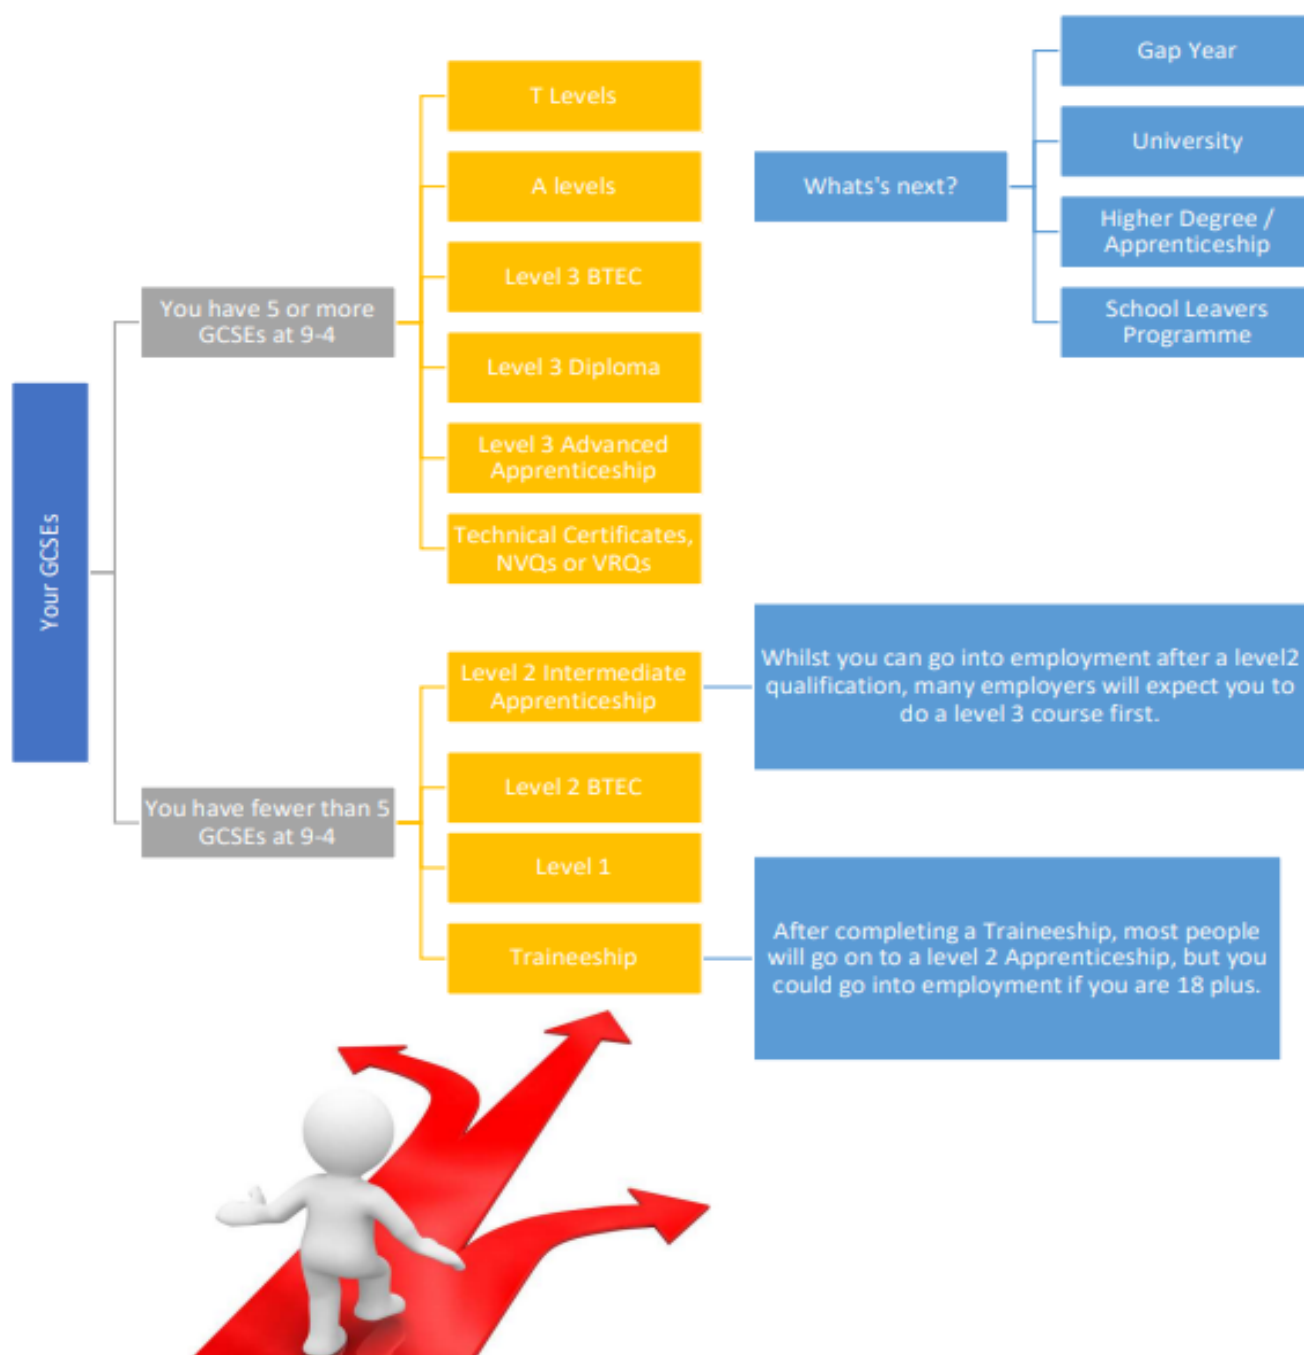 Your GCSEs
You have 5 or more
GCSEs at 9-4
T Levels
A levels
Level 3 BTEC
Level 3 Diploma
Level 3 Advanced
Apprenticeship
Technical Certificates,
NVQs or VRQs
Whats's next?
Gap Year
University
Higher Degree /
Apprenticeship
School Leavers
Programme
You have fewer than 5
GCSEs at 9-4
Level 2 Intermediate
Apprenticeship
Whilst you can go into employment after a level2
qualification, many employers will expect you to
do a level 3 course first.
Level 2 BTEC
Level 1
Traineeship
After completing a Traineeship, most people
will go on to a level 2 Apprenticeship, but you
could go into employment if you are 18 plus.